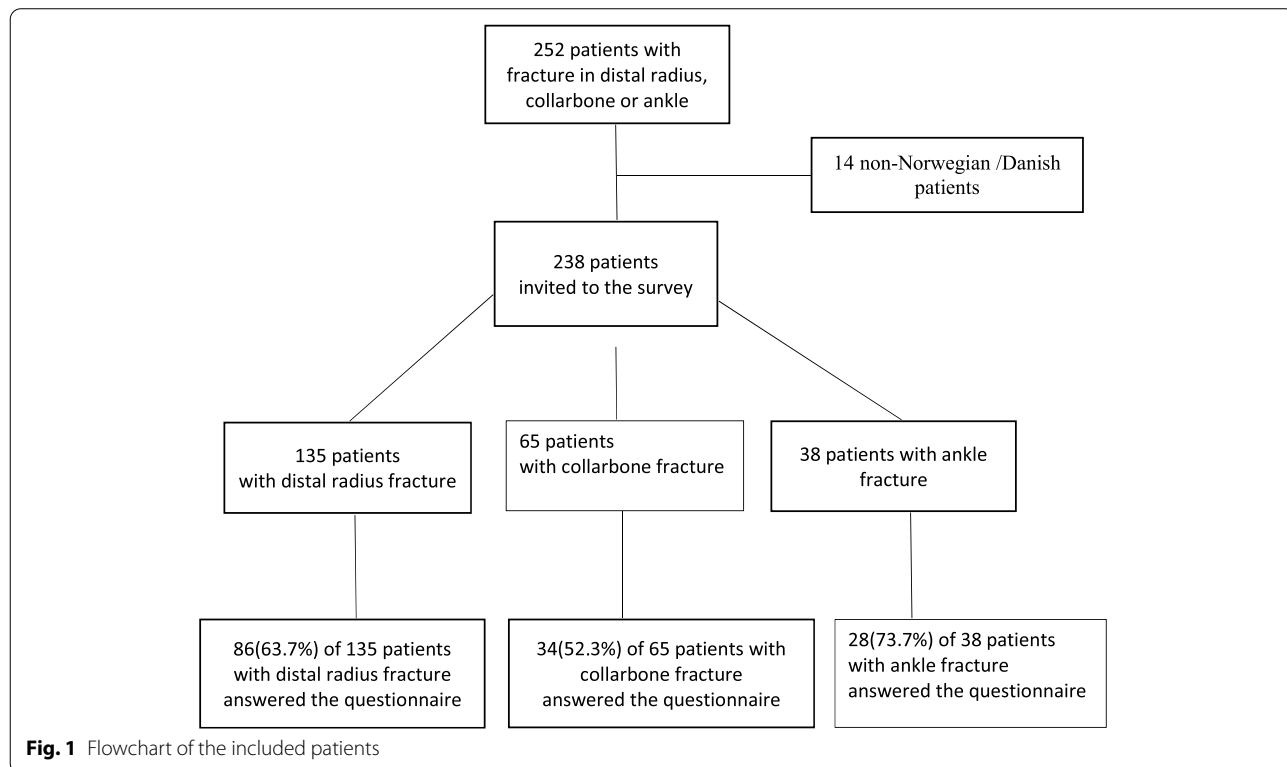 252 patients with
fracture in distal radius,
collarbone or ankle
14 non-Norwegian /Danish
patients
238 patients
invited to the survey
135 patients
with distal radius fracture
65 patients
with collarbone fracture
38 patients with ankle
fracture
86(63.7%) of 135 patients
with distal radius fracture
answered the questionnaire
34(52.3%) of 65 patients with
collarbone fracture
answered the questionnaire
28(73.7%) of 38 patients
with ankle fracture
answered the questionnaire
Fig. 1 Flowchart of the included patients